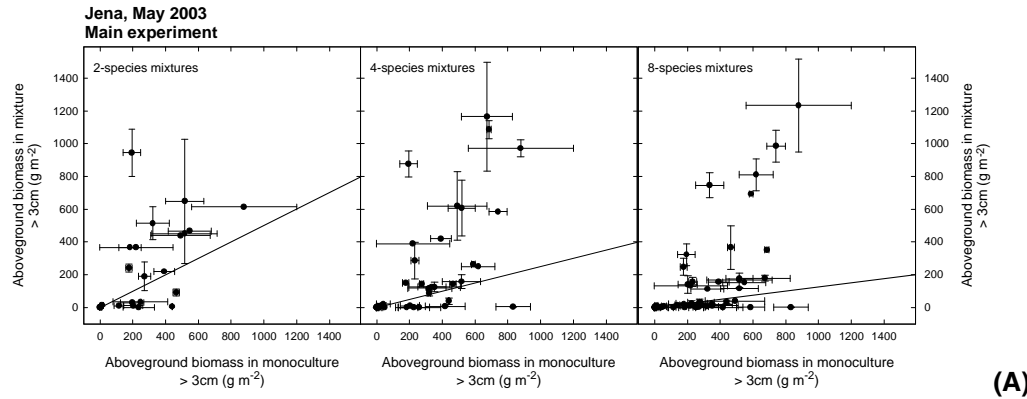 Jena, May 2003
Main experiment
2-species mixtures
4-species mixtures
8-species mixtures
Aboveground biomass in mixture
> 3cm (g m-2)
1400
1200
1000
800
600
400
200
0
1400
1200
1000
800
600
400
200
0
Aboveground biomass in mixture
> 3cm (g m-2)
0 200 400 600 800 1000 1200 1400
0 200 400 600 800 1000 1200 1400
0 200 400 600 800 1000 1200 1400
Aboveground biomass in monoculture
> 3cm (g m-2)
Aboveground biomass in monoculture
> 3cm (g m-2)
Aboveground biomass in monoculture
> 3cm (g m-2)
(A)